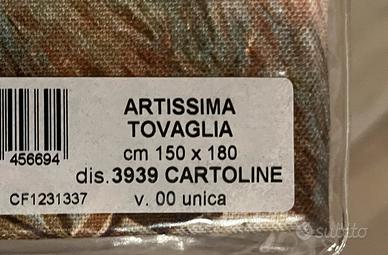 ARTISSIMA
TOVAGLIA
cm 150 x 180
dis.3939 CARTOLINE
v. 00 unica
456694
CF1231337
subito